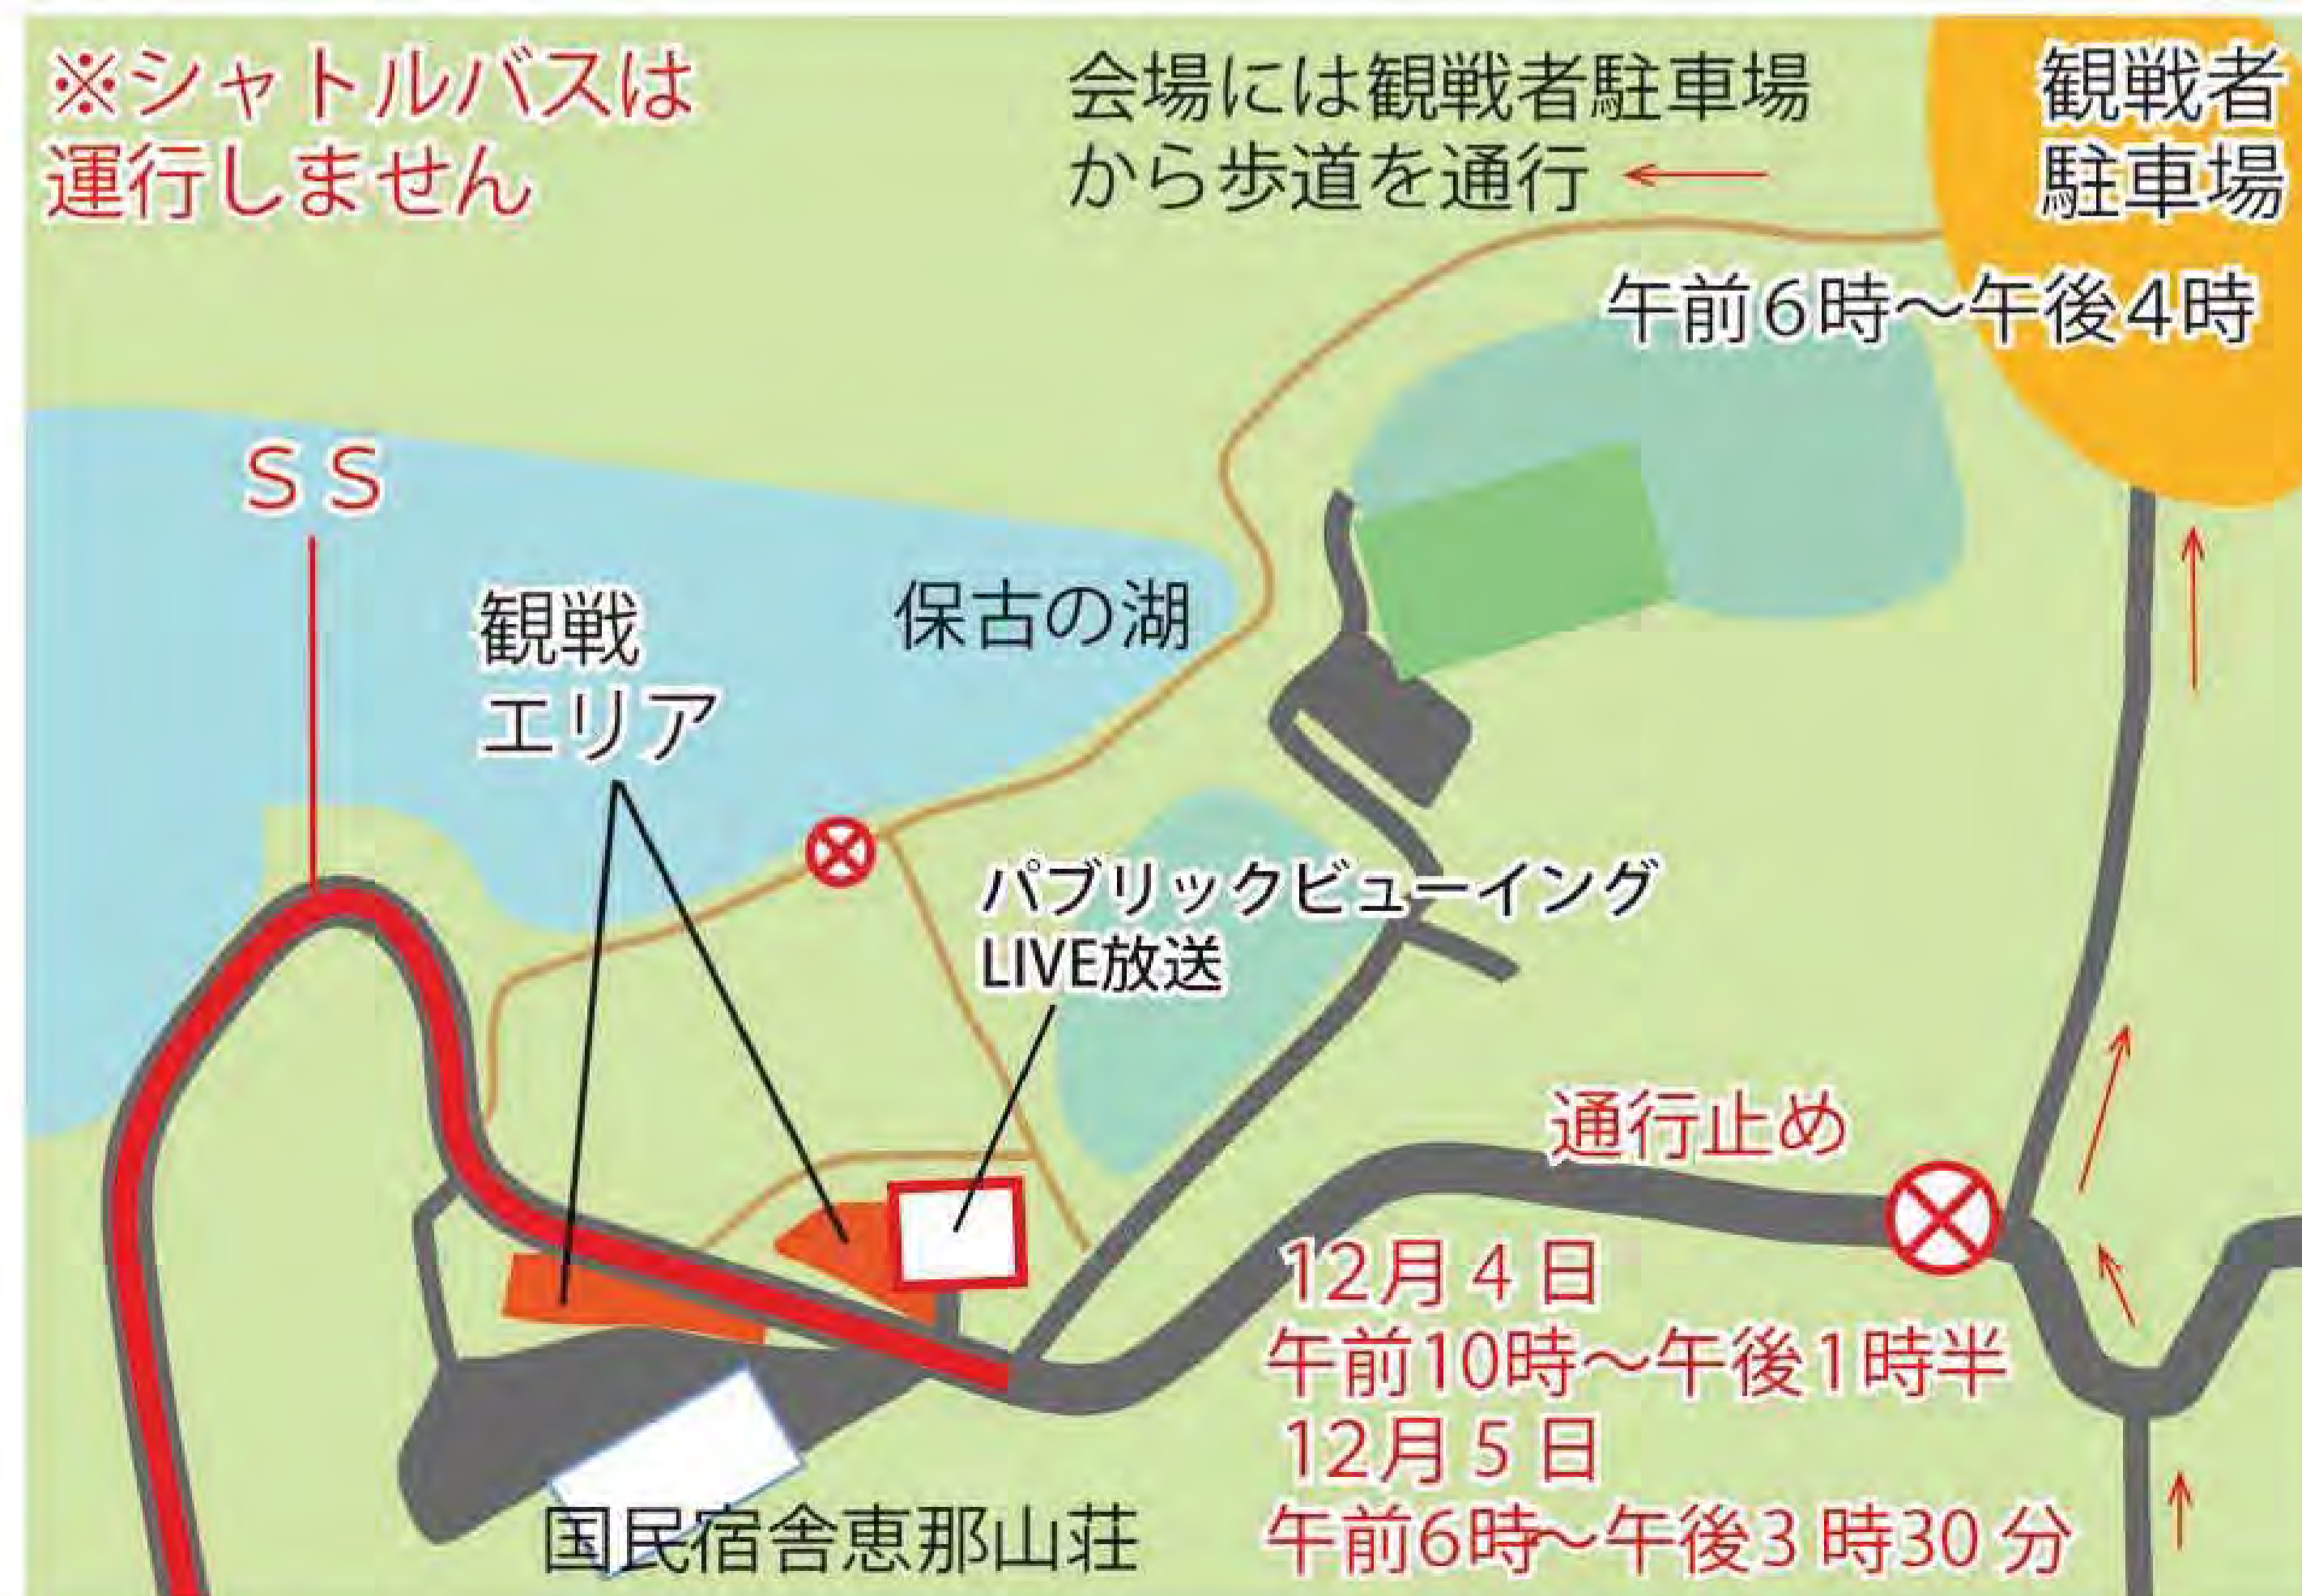 ※シャトルバスは
運行しません
会場には観戦者駐車場
から歩道を通行
観戦者
駐車場
午前6時～午後4時
SS
観戦
エリア
保古の湖
パブリックビューイング
LIVE放送
通行止め
12月4日
午前10時～午後1時半
12月5日
午前6時～午後3時30分
国民宿舎恵那山荘